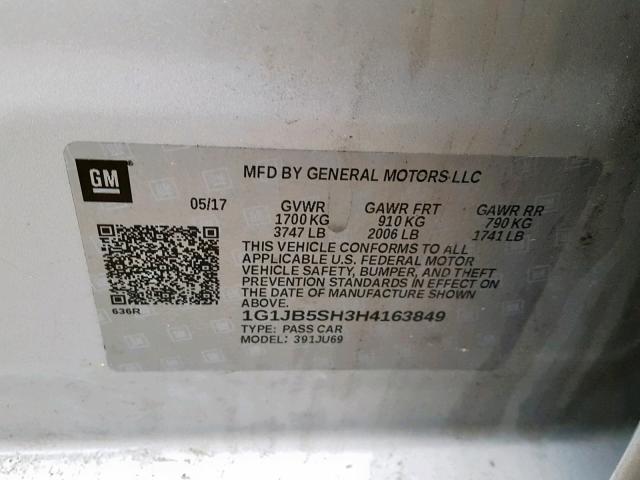 GM
MFD BY GENERAL MOTORS LLC
05/17 GVWR GAWR FRT GAWR RR
1700 KG 910 KG 790 KG
3747 LB 2006 LB 1741 LB
THIS VEHICLE CONFORMS TO ALL
APPLICABLE U.S. FEDERAL MOTOR
VEHICLE SAFETY, BUMPER, AND THEFT
PREVENTION STANDARDS IN EFFECT ON
THE DATE OF MANUFACTURE SHOWN
ABOVE.
636R
1G1JB5SH3H4163849
TYPE: PASS CAR
MODEL: 391JU69